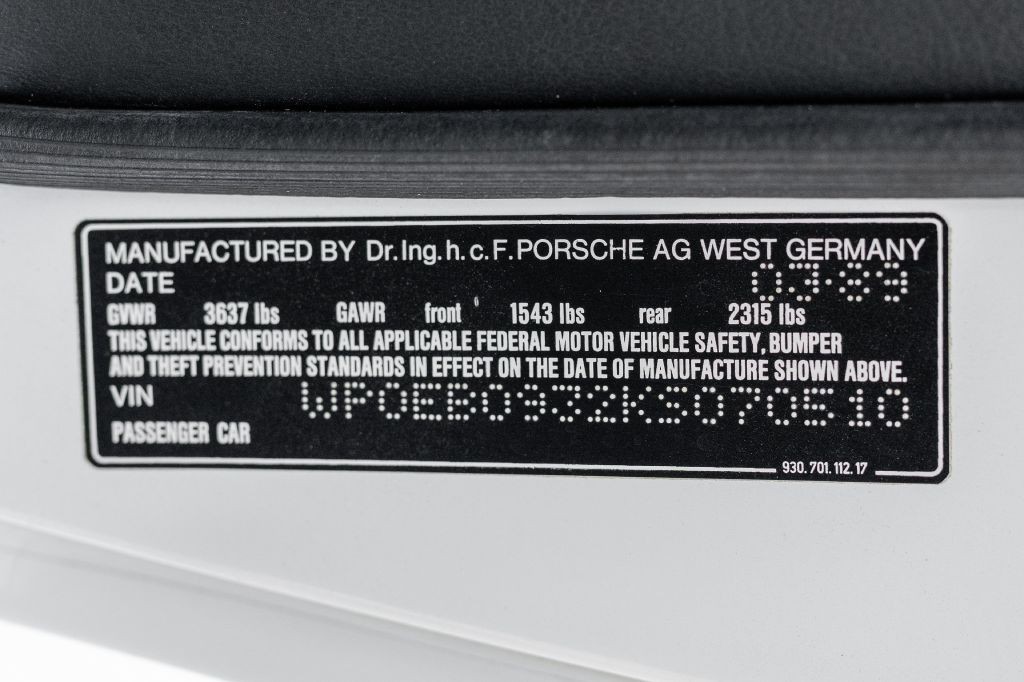 MANUFACTURED BY Dr.Ing.h.c.F.PORSCHE AG WEST GERMANY
DATE 03·89
GVWR 3637 lbs GAWR front 1543 lbs rear 2315 lbs
THIS VEHICLE CONFORMS TO ALL APPLICABLE FEDERAL MOTOR VEHICLE SAFETY, BUMPER
AND THEFT PREVENTION STANDARDS IN EFFECT ON THE DATE OF MANUFACTURE SHOWN ABOVE.
VIN WP0EB0932KS070510
PASSENGER CAR
930.701.112.17